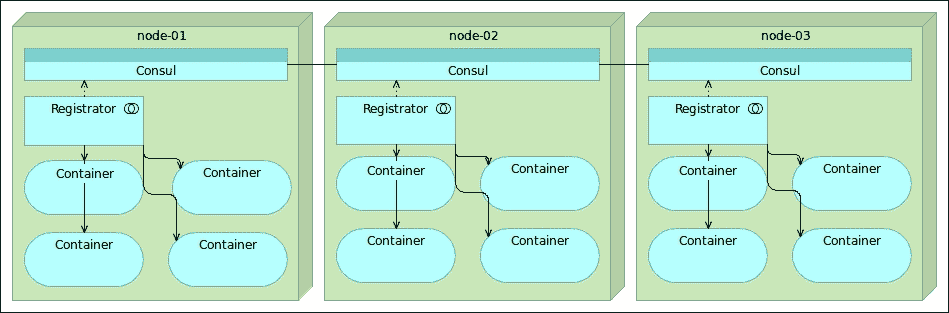 node-01
Consul
Registrator
Container
Container
Container
Container
node-02
Consul
Registrator
Container
Container
Container
Container
node-03
Consul
Registrator
Container
Container
Container
Container